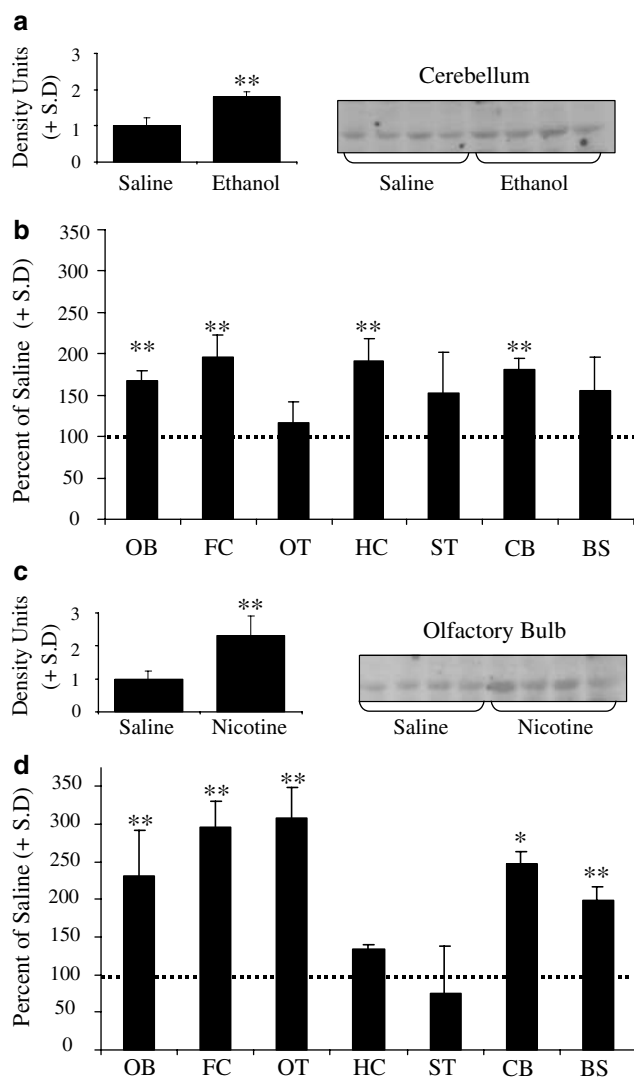 a
Density Units
(+ S.D)
3
2
1
0
**
Saline Ethanol
Cerebellum
Saline Ethanol
b
Percent of Saline (+ S.D)
350
300
250
200
150
100
50
0
** ** ** **
OB FC OT HC ST CB BS
c
Density Units
(+ S.D)
3
2
1
0
**
Saline Nicotine
Olfactory Bulb
Saline Nicotine
d
Percent of Saline (+ S.D)
350
300
250
200
150
100
50
0
** ** ** * **
OB FC OT HC ST CB BS